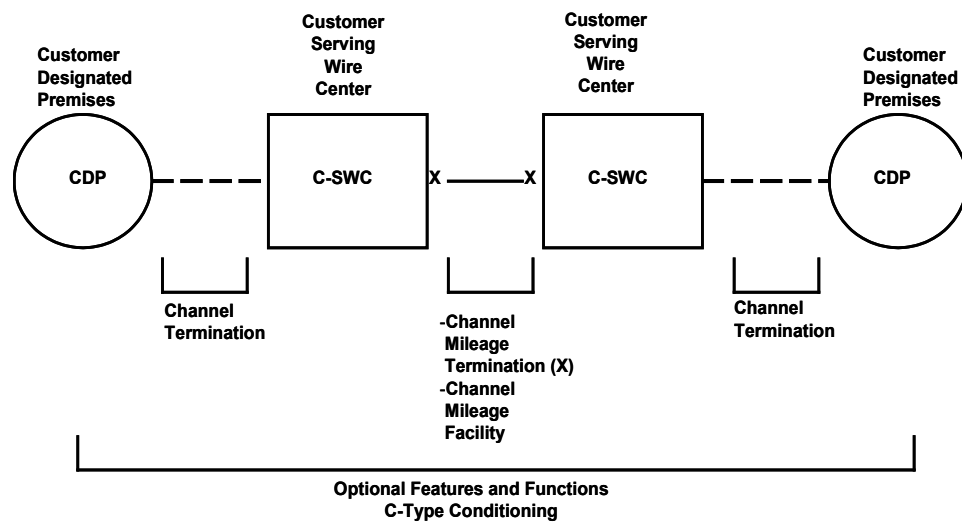 Customer
Designated
Premises
Customer
Serving
Wire
Center
Customer
Serving
Wire
Center
Customer
Designated
Premises
CDP
C-SWC
X
X
C-SWC
CDP
Channel
Termination
-Channel
Mileage
Termination (X)
-Channel
Mileage
Facility
Channel
Termination
Optional Features and Functions
C-Type Conditioning